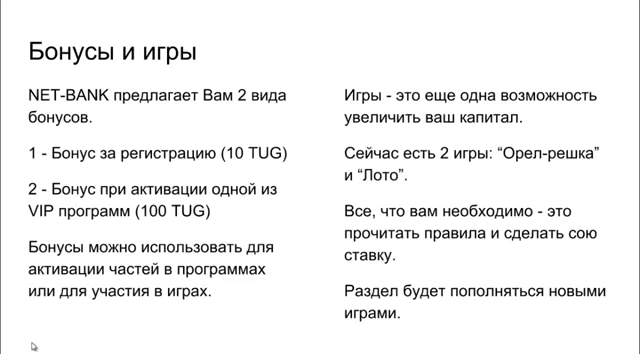 Бонусы и игры
NET-BANK предлагает Вам 2 вида
бонусов.
1 - Бонус за регистрацию (10 TUG)
2 - Бонус при активации одной из
VIP программ (100 TUG)
Бонусы можно использовать для
активации частей в программах
или для участия в играх.
Игры - это еще одна возможность
увеличить ваш капитал.
Сейчас есть 2 игры: “Орел-решка”
и “Лото”.
Все, что вам необходимо - это
прочитать правила и сделать сою
ставку.
Раздел будет пополняться новыми
играми.